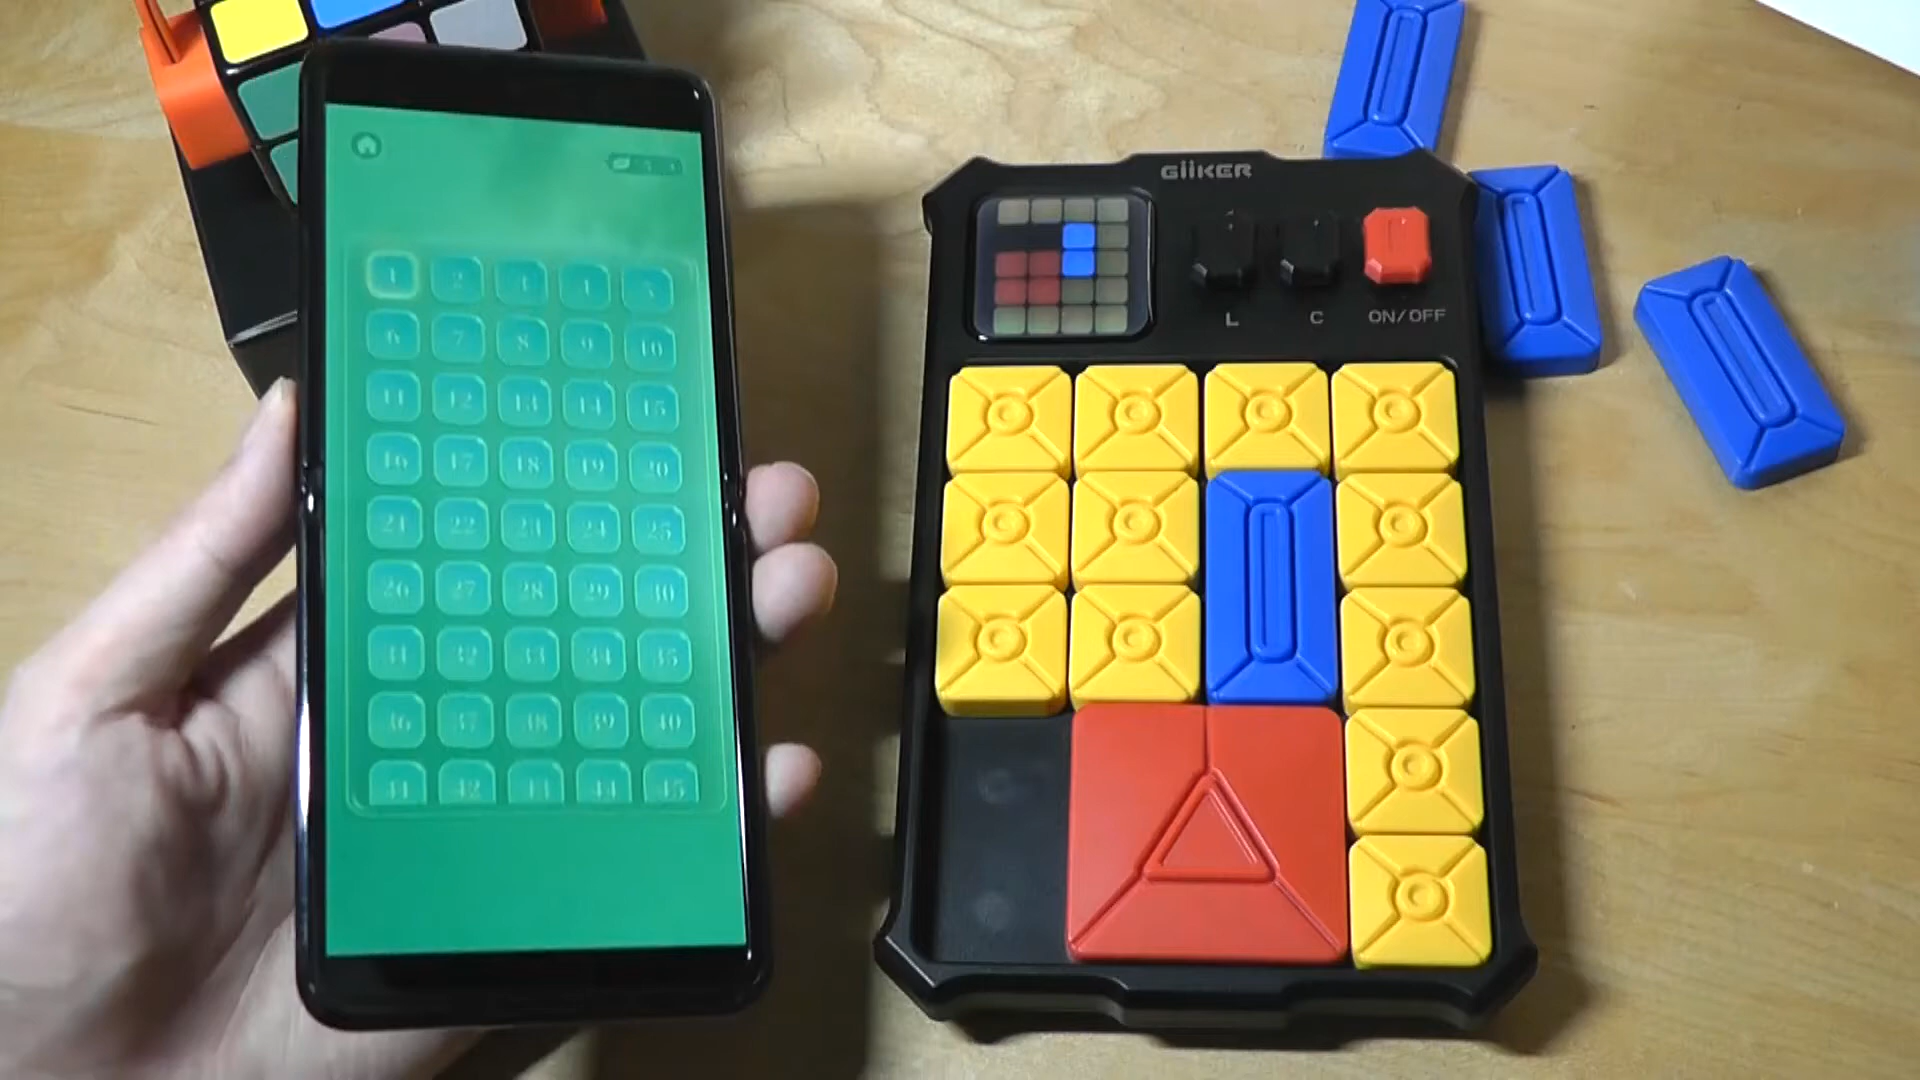 GiiKER
L C ON/OFF
1 2 3 4 5
6 7 8 9 10
11 12 13 14 15
16 17 18 19 20
21 22 23 24 25
26 27 28 29 30
31 32 33 34 35
36 37 38 39 40
41 42 43 44 45